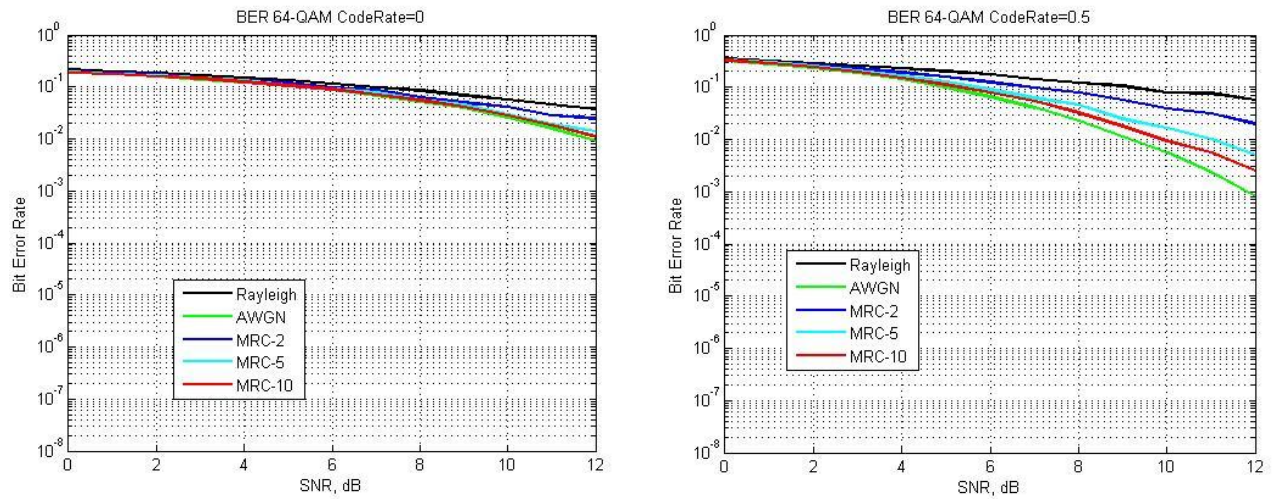 BER 64-QAM CodeRate=0
10^0
10^-1
10^-2
10^-3
10^-4
10^-5
10^-6
10^-7
10^-8
Bit Error Rate
Rayleigh
AWGN
MRC-2
MRC-5
MRC-10
0 2 4 6 8 10 12
SNR, dB
BER 64-QAM CodeRate=0.5
10^0
10^-1
10^-2
10^-3
10^-4
10^-5
10^-6
10^-7
10^-8
Bit Error Rate
Rayleigh
AWGN
MRC-2
MRC-5
MRC-10
0 2 4 6 8 10 12
SNR, dB